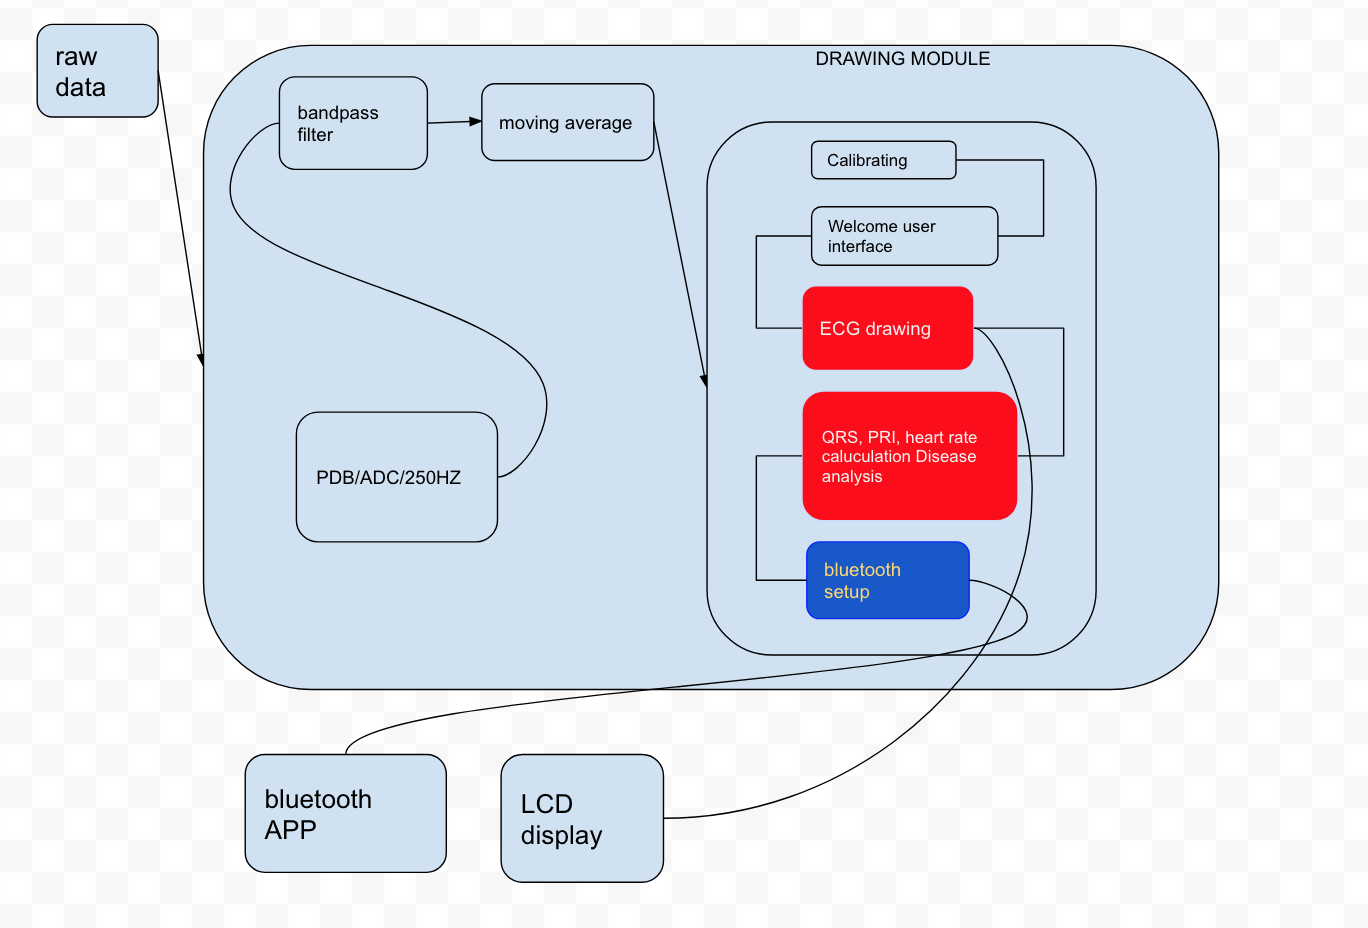 raw
data
DRAWING MODULE
bandpass
filter
moving average
Calibrating
Welcome user
interface
ECG drawing
QRS, PRI, heart rate
caluculation Disease
analysis
PDB/ADC/250HZ
bluetooth
setup
bluetooth
APP
LCD
display